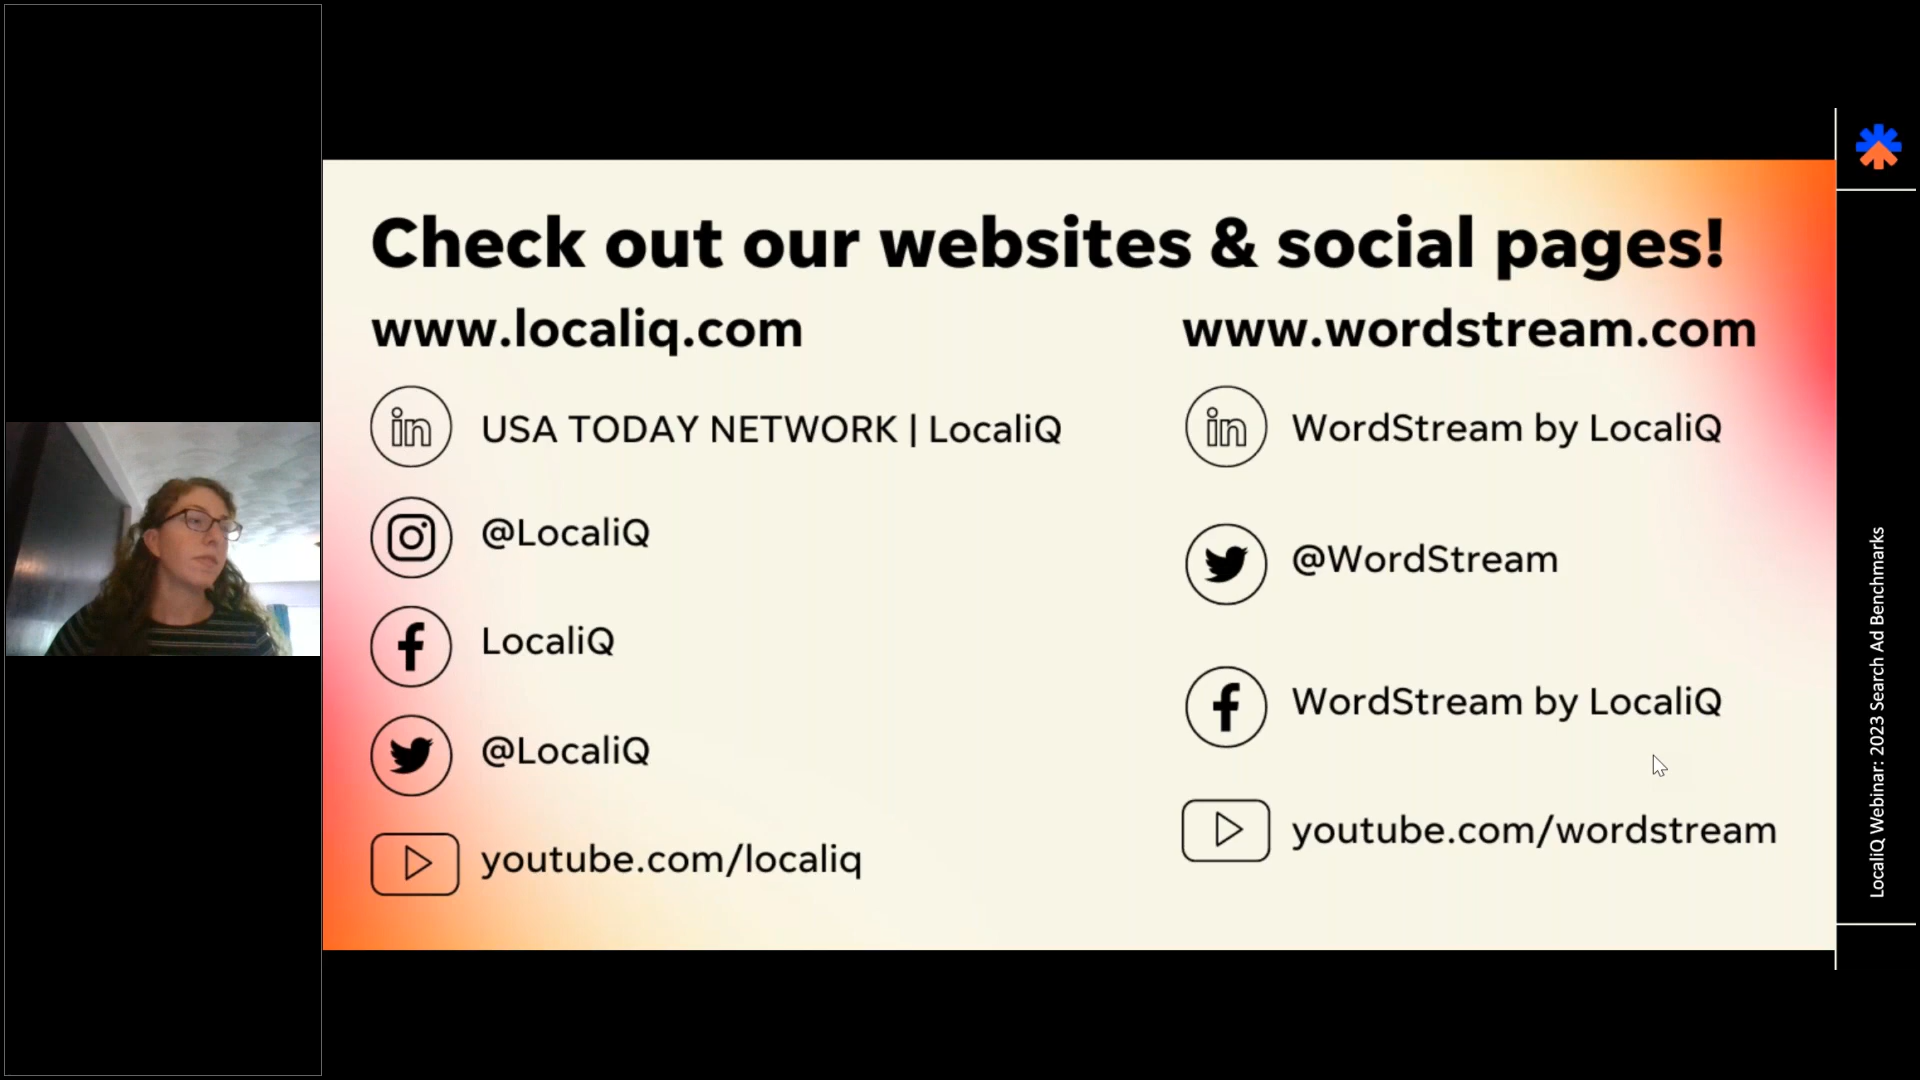 Check out our websites & social pages!
www.localiq.com
USA TODAY NETWORK | LocaliQ
@LocaliQ
LocaliQ
@LocaliQ
youtube.com/localiq
www.wordstream.com
WordStream by LocaliQ
@WordStream
WordStream by LocaliQ
youtube.com/wordstream
LocaliQ Webinar: 2023 Search Ad Benchmarks